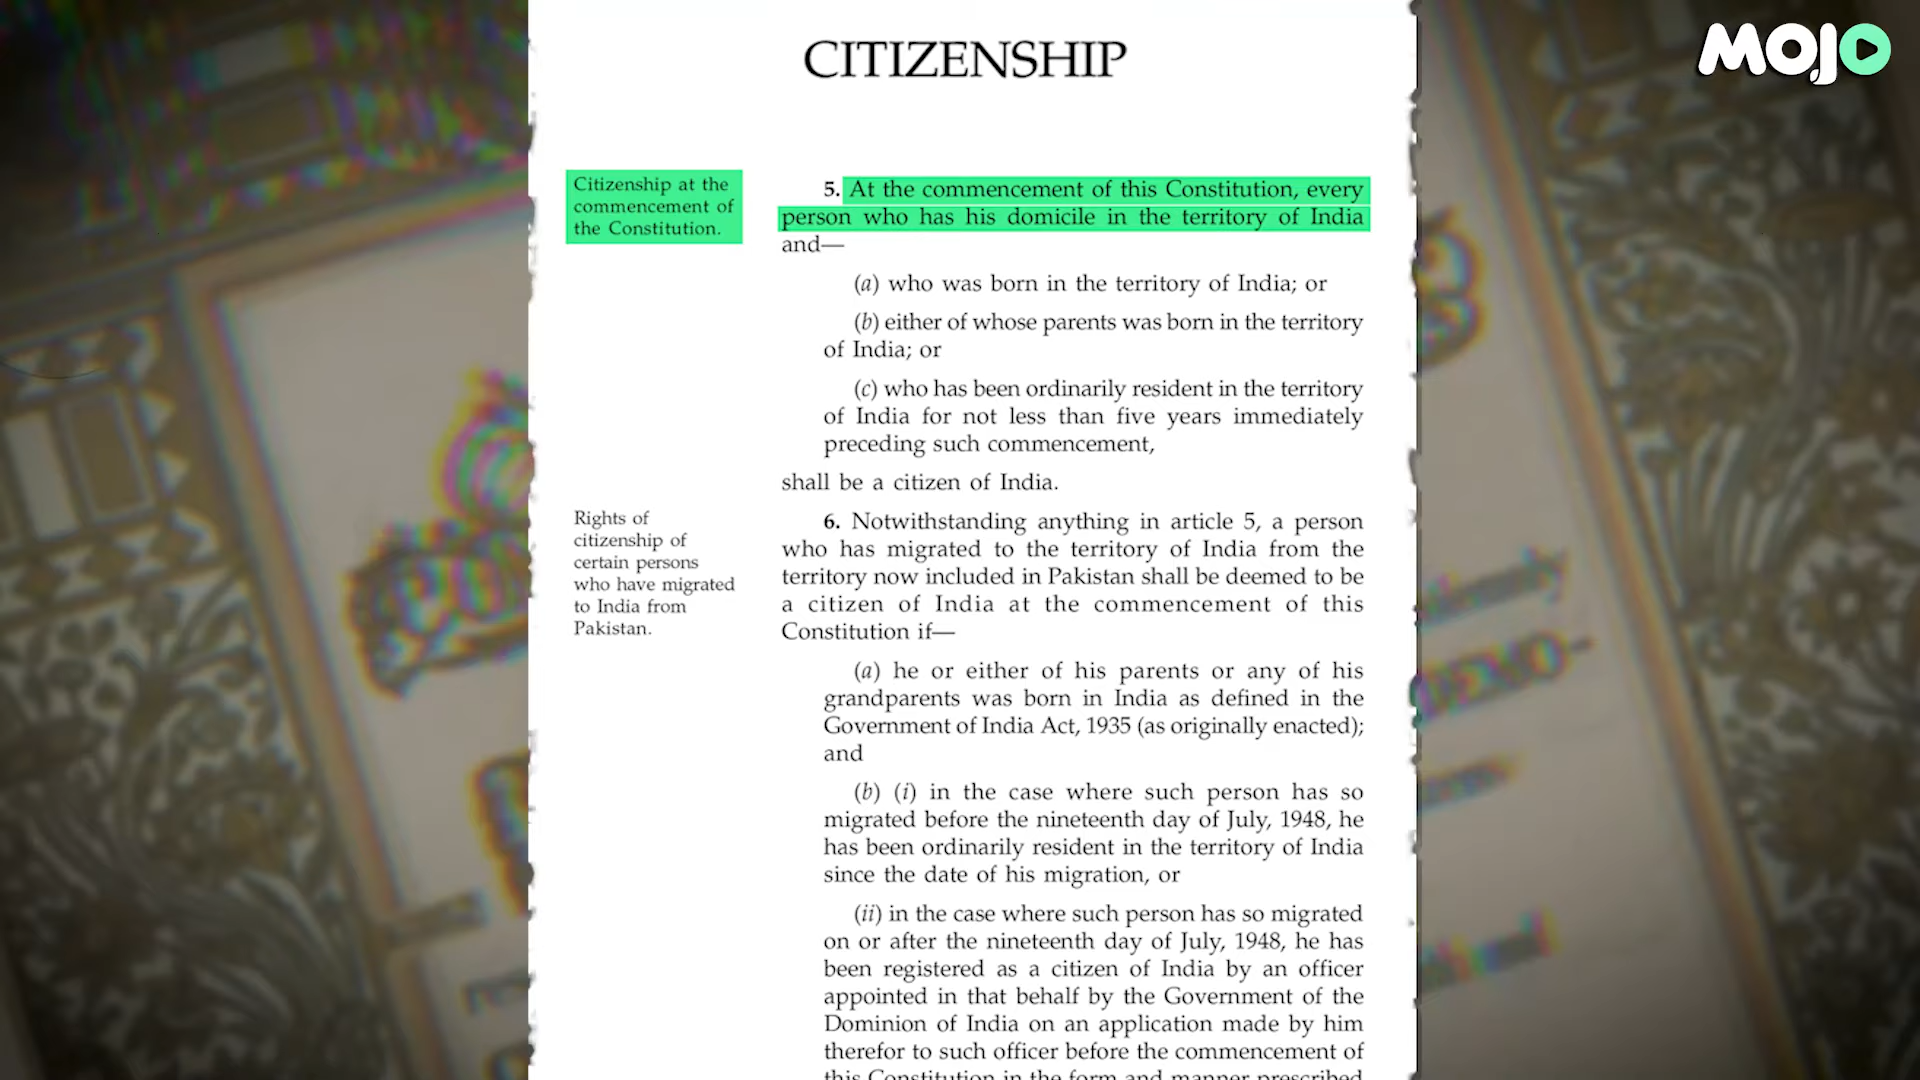 MOJO
CITIZENSHIP
Citizenship at the
commencement of
the Constitution.
5. At the commencement of this Constitution, every
person who has his domicile in the territory of India
and—
(a) who was born in the territory of India; or
(b) either of whose parents was born in the territory
of India; or
(c) who has been ordinarily resident in the territory
of India for not less than five years immediately
preceding such commencement,
shall be a citizen of India.
Rights of
citizenship of
certain persons
who have migrated
to India from
Pakistan.
6. Notwithstanding anything in article 5, a person
who has migrated to the territory of India from the
territory now included in Pakistan shall be deemed to be
a citizen of India at the commencement of this
Constitution if—
(a) he or either of his parents or any of his
grandparents was born in India as defined in the
Government of India Act, 1935 (as originally enacted);
and
(b) (i) in the case where such person has so
migrated before the nineteenth day of July, 1948, he
has been ordinarily resident in the territory of India
since the date of his migration, or
(ii) in the case where such person has so migrated
on or after the nineteenth day of July, 1948, he has
been registered as a citizen of India by an officer
appointed in that behalf by the Government of the
Dominion of India on an application made by him
therefor to such officer before the commencement of
this Constitution in the form and manner prescribed